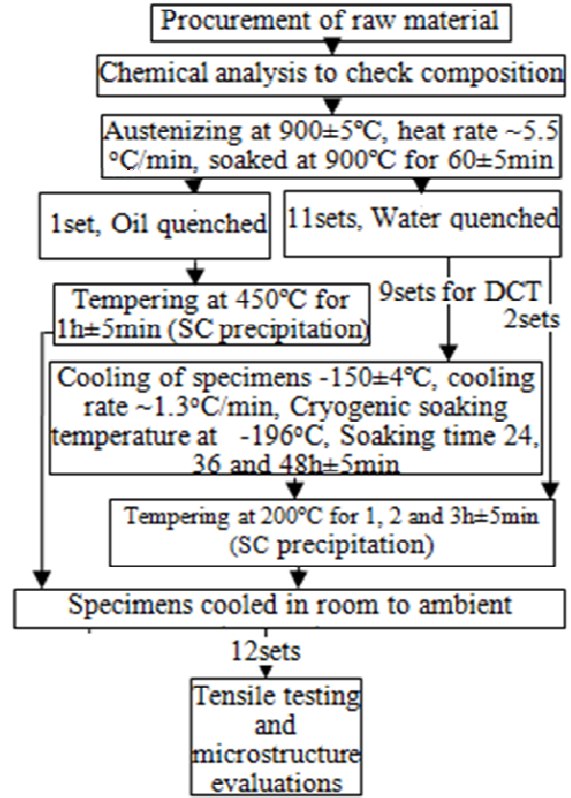 Procurement of raw material
Chemical analysis to check composition
Austenizing at 900±5℃, heat rate ~5.5
°C/min, soaked at 900℃ for 60±5min
1set, Oil quenched
11sets, Water quenched
9sets for DCT
2sets
Tempering at 450℃ for
1h±5min (SC precipitation)
Cooling of specimens -150±4℃, cooling
rate ~1.3°C/min, Cryogenic soaking
temperature at -196°C, Soaking time 24,
36 and 48h±5min
Tempering at 200℃ for 1, 2 and 3h±5min
(SC precipitation)
Specimens cooled in room to ambient
12sets
Tensile testing
and
microstructure
evaluations